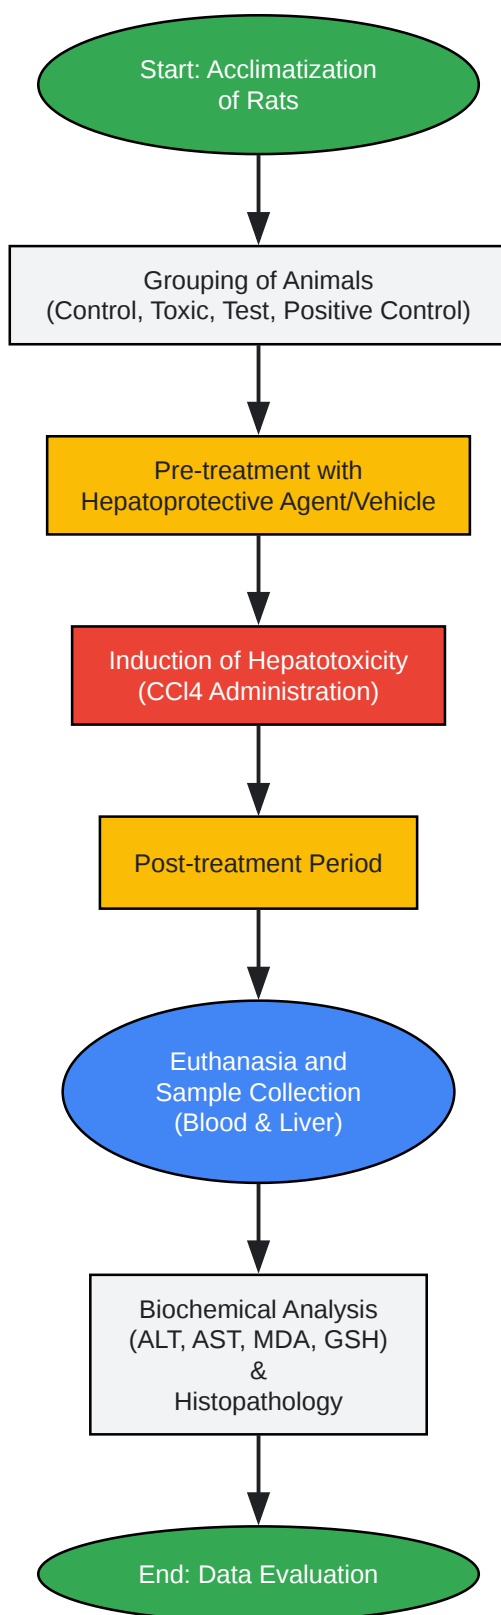 Start: Acclimatization
of Rats
Grouping of Animals
(Control, Toxic, Test, Positive Control)
Pre-treatment with
Hepatoprotective Agent/Vehicle
Induction of Hepatotoxicity
(CCl4 Administration)
Post-treatment Period
Euthanasia and
Sample Collection
(Blood & Liver)
Biochemical Analysis
(ALT, AST, MDA, GSH)
&
Histopathology
End: Data Evaluation